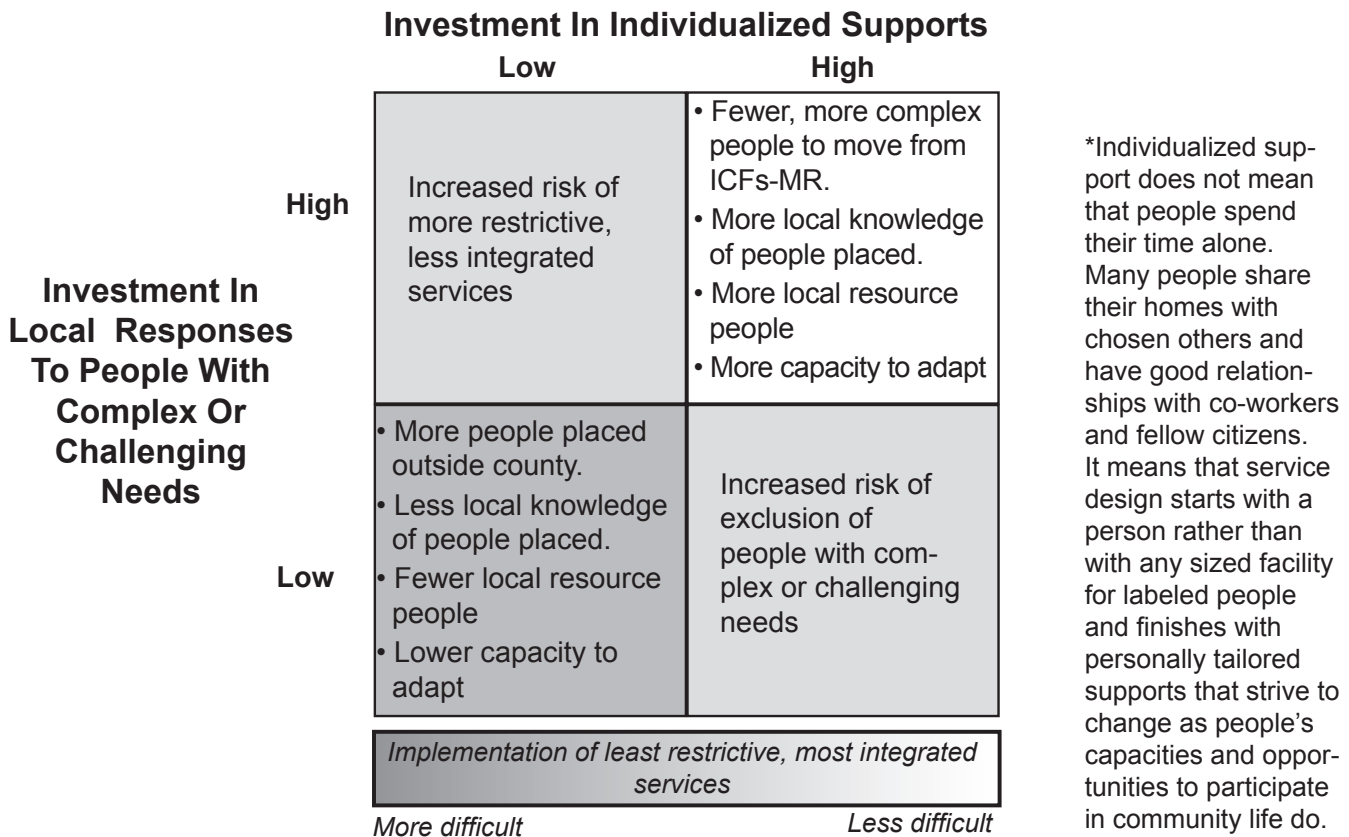 Investment In Individualized Supports
Low
High
High
Investment In
Local Responses
To People With
Complex Or
Challenging
Needs
Low
Increased risk of
more restrictive,
less integrated
services
• Fewer, more complex
people to move from
ICFs-MR.
• More local knowledge
of people placed.
• More local resource
people
• More capacity to adapt
• More people placed
outside county.
• Less local knowledge
of people placed.
• Fewer local resource
people
• Lower capacity to
adapt
Increased risk of
exclusion of
people with com-
plex or challenging
needs
Implementation of least restrictive, most integrated
services
More difficult
Less difficult
*Individualized sup-
port does not mean
that people spend
their time alone.
Many people share
their homes with
chosen others and
have good relation-
ships with co-workers
and fellow citizens.
It means that service
design starts with a
person rather than
with any sized facility
for labeled people
and finishes with
personally tailored
supports that strive to
change as people's
capacities and oppor-
tunities to participate
in community life do.